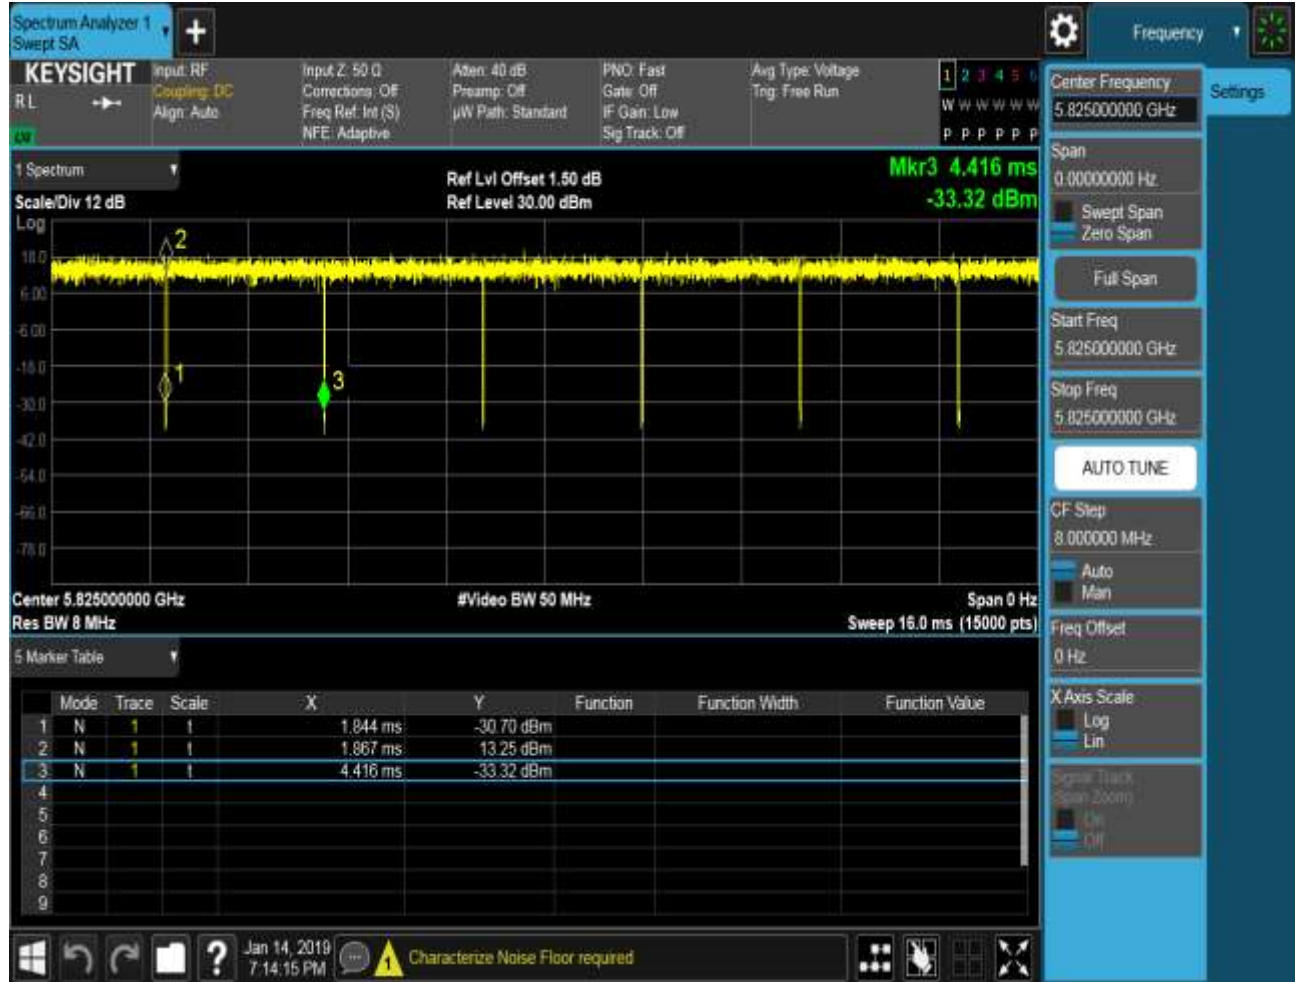 Spectrum Analyzer 1
Swept SA
+
Frequency
KEYSIGHT
RL
Input: RF
Coupling: DC
Align: Auto
Input Z: 50 Ω
Corrections: Off
Freq Ref: Int (S)
NFE: Adaptive
Atten: 40 dB
Preamp: Off
µW Path: Standard
PNO: Fast
Gate: Off
IF Gain: Low
Sig Track: Off
Avg Type: Voltage
Trig: Free Run
1 2 3 4 5 6
W W W W W W
P P P P P P
1 Spectrum
Scale/Div 12 dB
Ref Lvl Offset 1.50 dB
Ref Level 30.00 dBm
Mkr3 4.416 ms
-33.32 dBm
Log
18.0
6.00
-6.00
-18.0
-30.0
-42.0
-54.0
-66.0
-78.0
2
1
3
Center 5.825000000 GHz
#Video BW 50 MHz
Span 0 Hz
Res BW 8 MHz
Sweep 16.0 ms (15000 pts)
5 Marker Table
Mode Trace Scale X Y Function Function Width Function Value
1 N 1 t 1.844 ms -30.70 dBm
2 N 1 t 1.867 ms 13.25 dBm
3 N 1 t 4.416 ms -33.32 dBm
4
5
6
7
8
9
Center Frequency
5.825000000 GHz
Settings
Span
0.00000000 Hz
Swept Span
Zero Span
Full Span
Start Freq
5.825000000 GHz
Stop Freq
5.825000000 GHz
AUTO TUNE
CF Step
8.000000 MHz
Auto
Man
Freq Offset
0 Hz
X Axis Scale
Log
Lin
Signal Track
(Span Zoom)
On
Off
?
Jan 14, 2019
7:14:15 PM
1
Characterize Noise Floor required